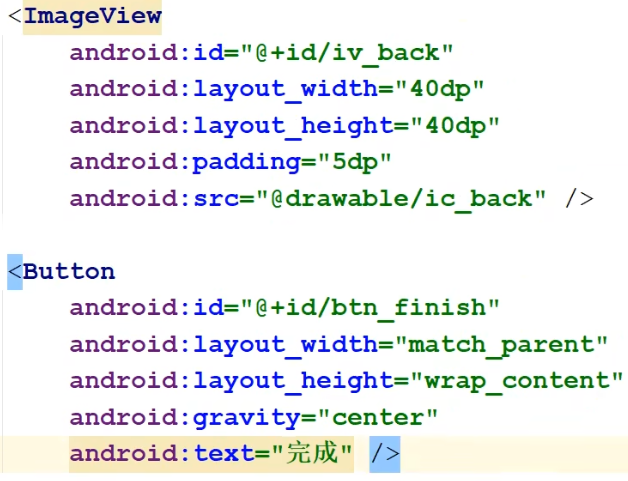 <ImageView
    android:id="@+id/iv_back"
    android:layout_width="40dp"
    android:layout_height="40dp"
    android:padding="5dp"
    android:src="@drawable/ic_back" />
<Button
    android:id="@+id/btn_finish"
    android:layout_width="match_parent"
    android:layout_height="wrap_content"
    android:gravity="center"
    android:text="完成" />